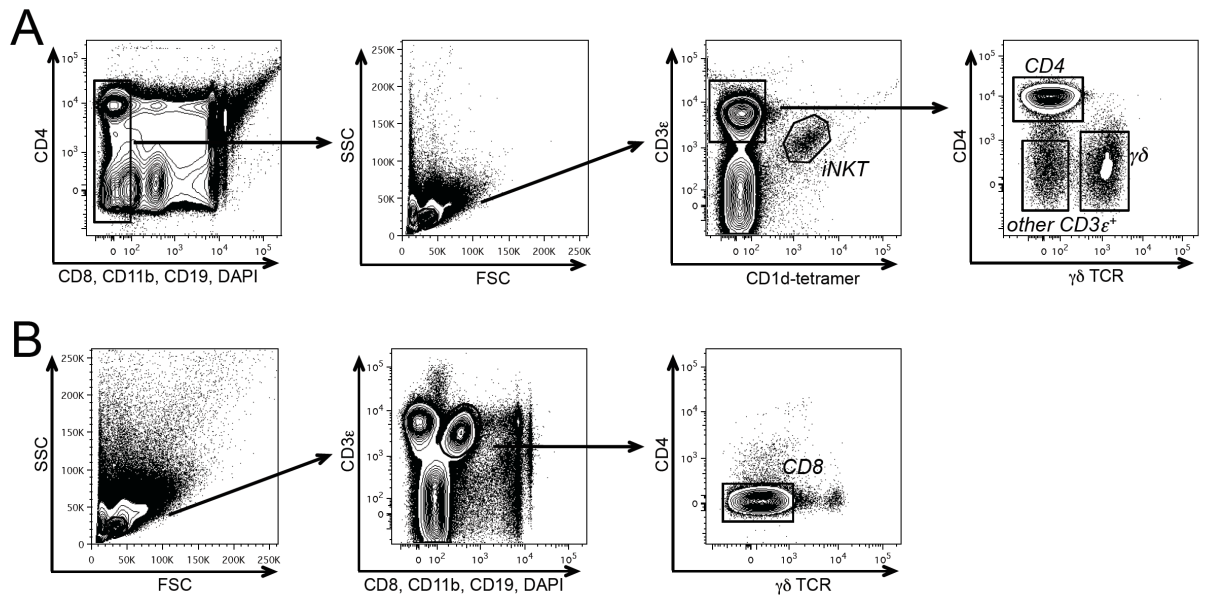 A
CD4
10⁵
10⁴
10³
0
0
10²
10³
10⁴
10⁵
CD8, CD11b, CD19, DAPI
SSC
250K
200K
150K
100K
50K
0
0
50K
100K
150K
200K
250K
FSC
CD3ε
10⁵
10⁴
10³
10²
0
iNKT
0
10²
10³
10⁴
10⁵
CD1d-tetramer
CD4
10⁵
10⁴
10³
0
CD4
γδ
other CD3ε⁺
0
10²
10³
10⁴
10⁵
γδ TCR
B
SSC
250K
200K
150K
100K
50K
0
0
50K
100K
150K
200K
250K
FSC
CD3ε
10⁵
10⁴
10³
10²
0
0
10²
10³
10⁴
10⁵
CD8, CD11b, CD19, DAPI
CD4
10⁵
10⁴
10³
0
CD8
0
10³
10⁴
10⁵
γδ TCR